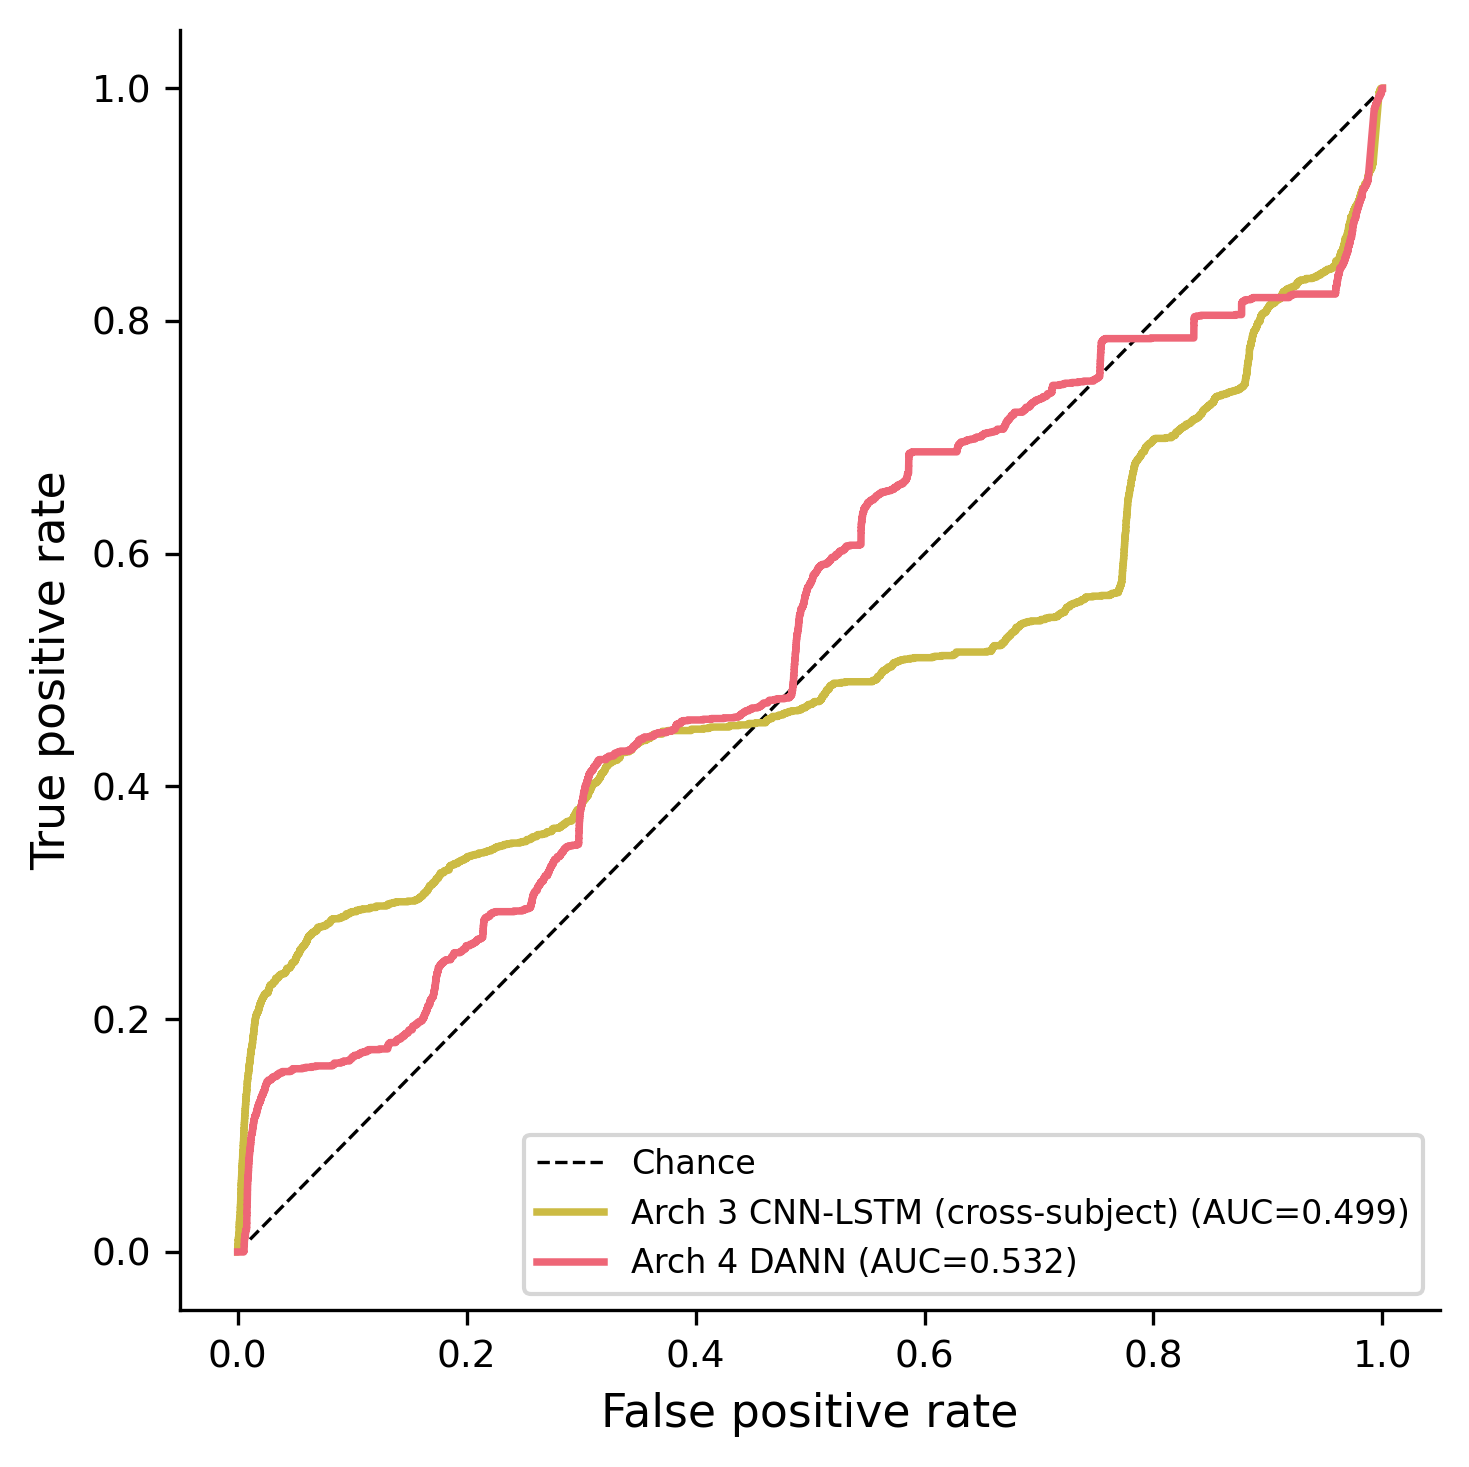 1.0
0.8
0.6
0.4
0.2
0.0
True positive rate
Chance
Arch 3 CNN-LSTM (cross-subject) (AUC=0.499)
Arch 4 DANN (AUC=0.532)
0.0 0.2 0.4 0.6 0.8 1.0
False positive rate